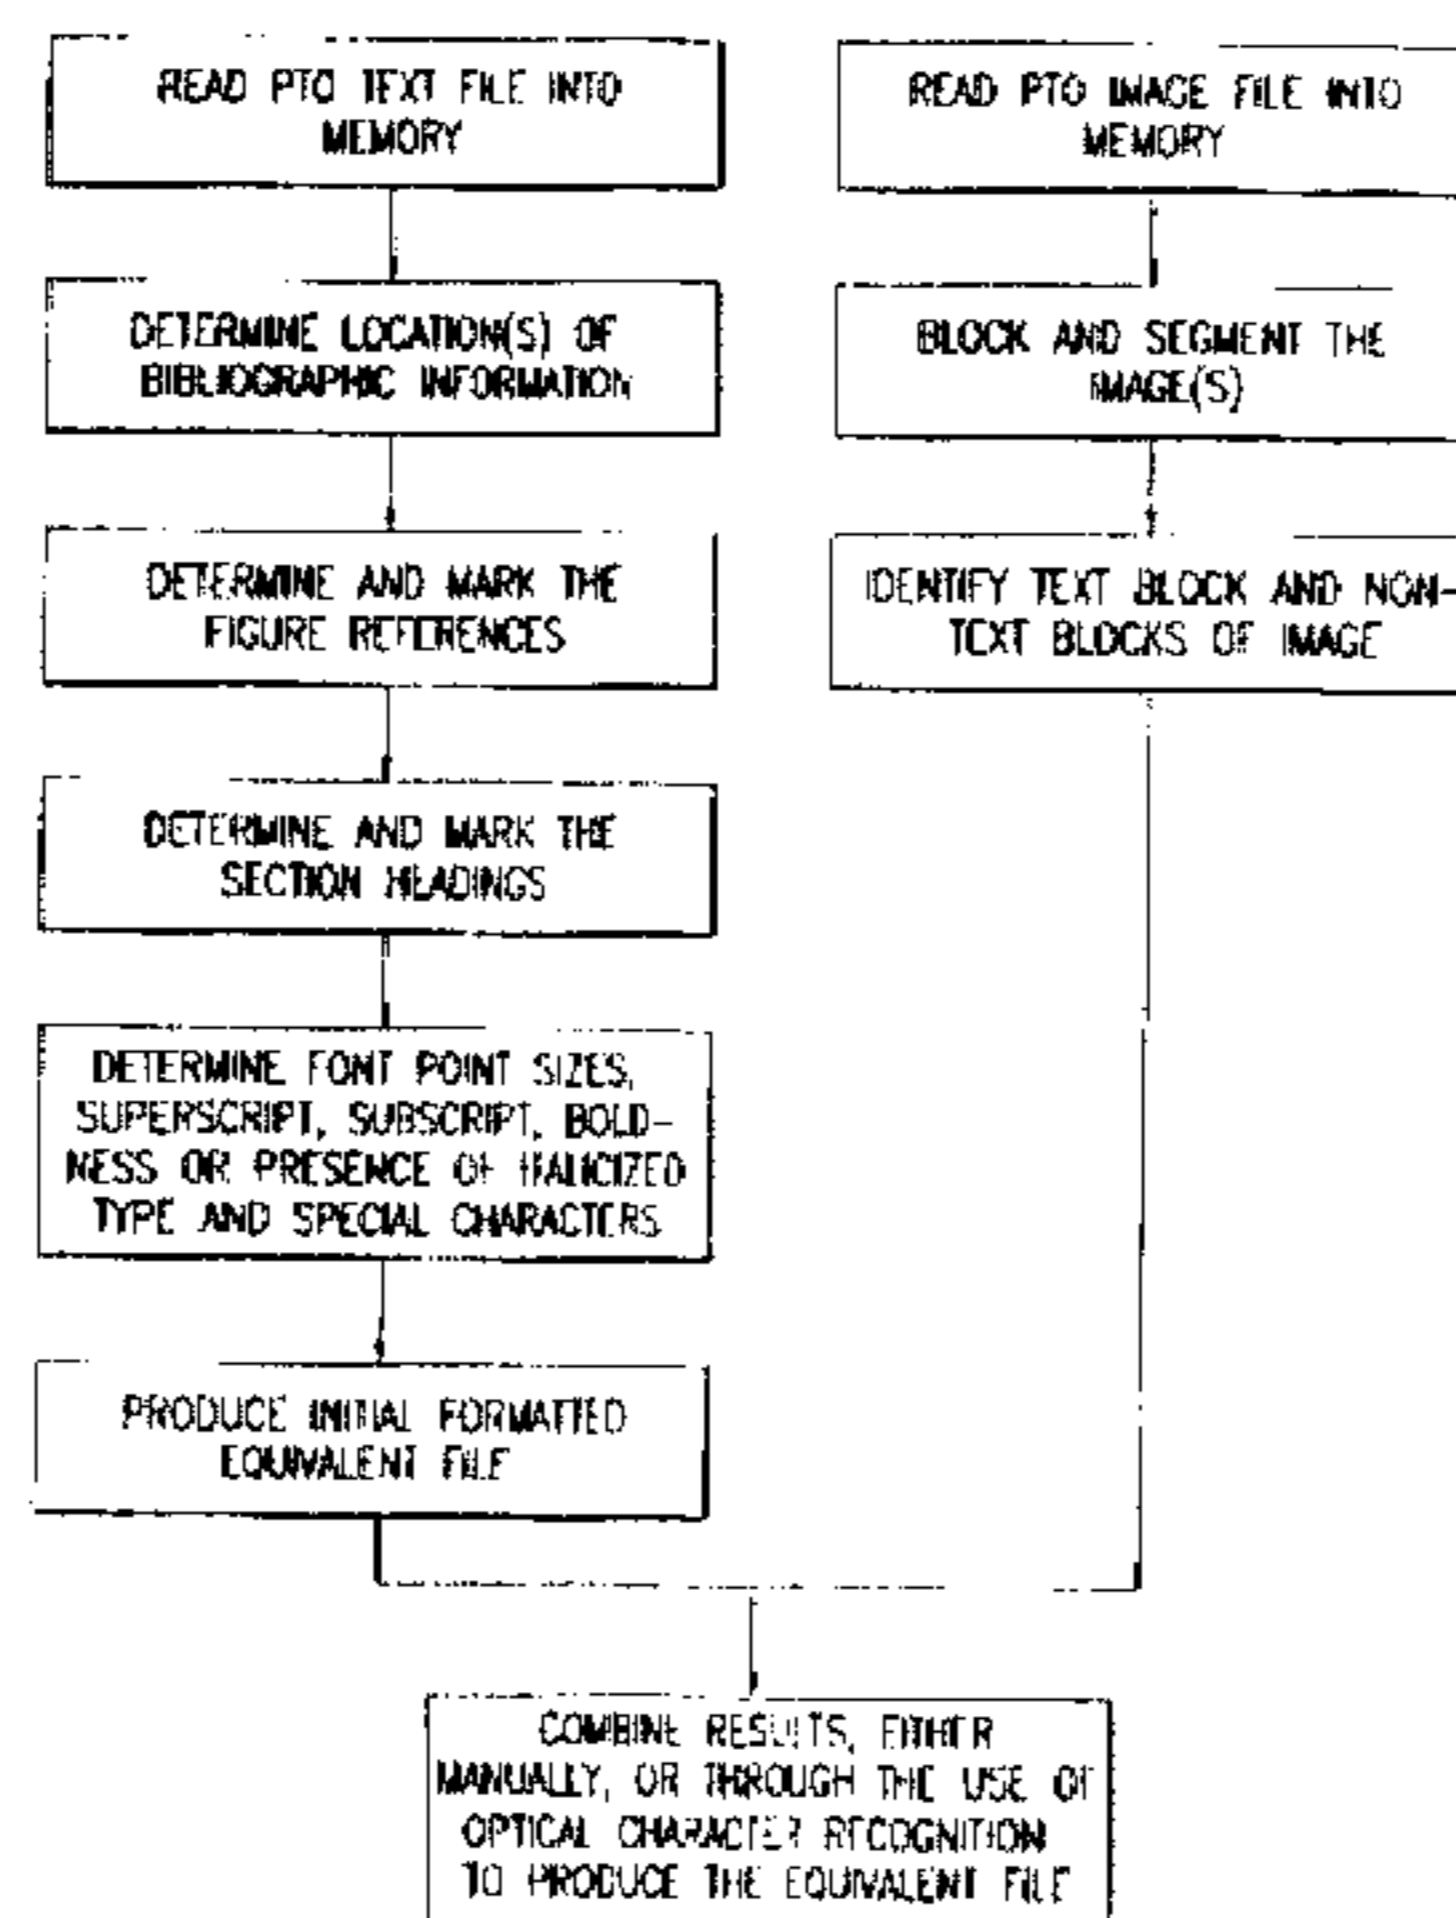 READ PTO TEXT FILE INTO
MEMORY
DETERMINE LOCATION(S) OF
BIBLIOGRAPHIC INFORMATION
DETERMINE AND MARK THE
FIGURE REFERENCES
DETERMINE AND MARK THE
SECTION HEADINGS
DETERMINE FONT POINT SIZES,
SUPERSCRIPT, SUBSCRIPT, BOLD-
NESS OR PRESENCE OF ITALICIZED
TYPE AND SPECIAL CHARACTERS
PRODUCE INITIAL FORMATTED
EQUIVALENT FILE
READ PTO IMAGE FILE INTO
MEMORY
BLOCK AND SEGMENT THE
IMAGE(S)
IDENTIFY TEXT BLOCK AND NON-
TEXT BLOCKS OF IMAGE
COMBINE RESULTS, EITHER
MANUALLY, OR THROUGH THE USE OF
OPTICAL CHARACTER RECOGNITION
TO PRODUCE THE EQUIVALENT FILE